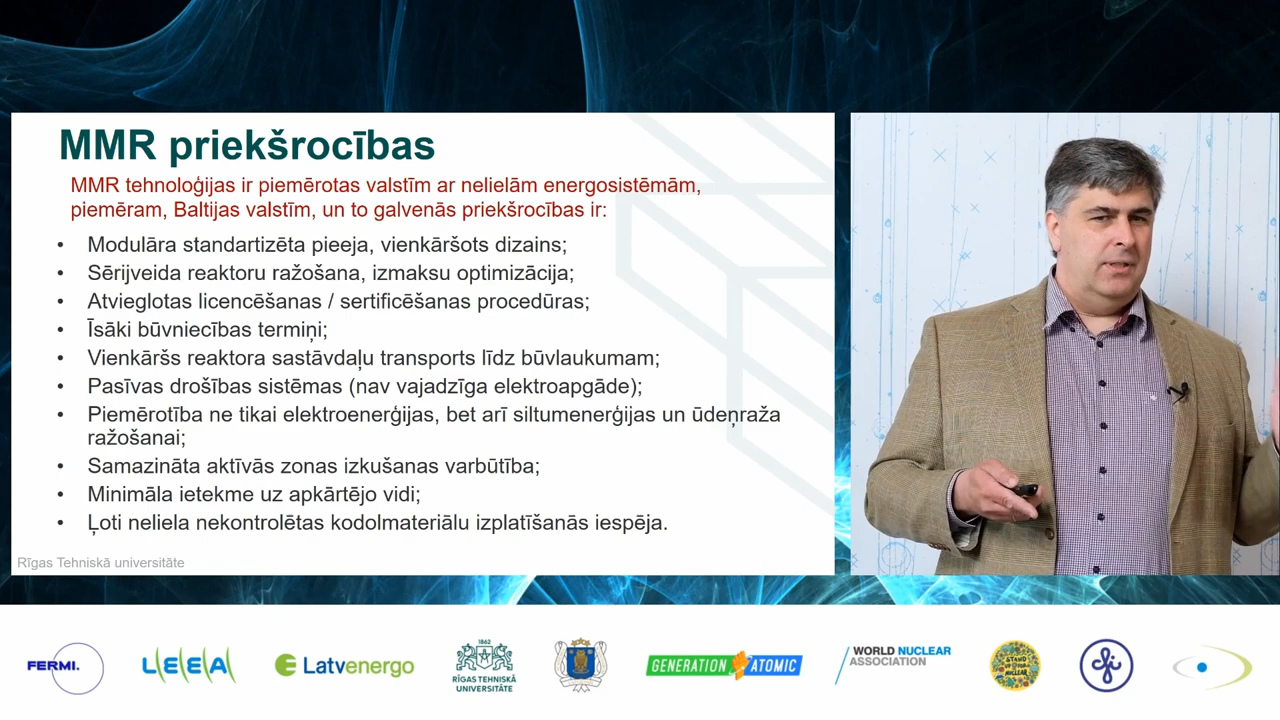 MMR priekšrocības
MMR tehnoloģijas ir piemērotas valstīm ar nelielām energosistēmām,
piemēram, Baltijas valstīm, un to galvenās priekšrocības ir:
• Modulāra standartizēta pieeja, vienkāršots dizains;
• Sērijveida reaktoru ražošana, izmaksu optimizācija;
• Atvieglotas licencēšanas / sertificēšanas procedūras;
• Īsāki būvniecības termiņi;
• Vienkāršs reaktora sastāvdaļu transports līdz būvlaukumam;
• Pasīvas drošības sistēmas (nav vajadzīga elektroapgāde);
• Piemērotība ne tikai elektroenerģijas, bet arī siltumenerģijas un ūdeņraža
ražošanai;
• Samazināta aktīvās zonas izkušanas varbūtība;
• Minimāla ietekme uz apkārtējo vidi;
• Ļoti neliela nekontrolētas kodolmateriālu izplatīšanās iespēja.
Rīgas Tehniskā universitāte
FERMI.
LEEA
Latvenergo
1862
RĪGAS TEHNISKĀ
UNIVERSITĀTE
GENERATION ATOMIC
WORLD NUCLEAR
ASSOCIATION
STAND
UP FOR
NUCLEAR